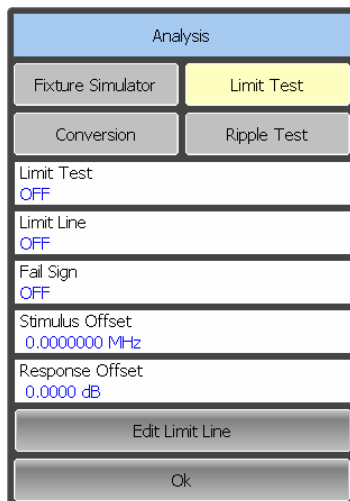 Analysis
Fixture Simulator
Limit Test
Conversion
Ripple Test
Limit Test
OFF
Limit Line
OFF
Fail Sign
OFF
Stimulus Offset
0.0000000 MHz
Response Offset
0.0000 dB
Edit Limit Line
Ok